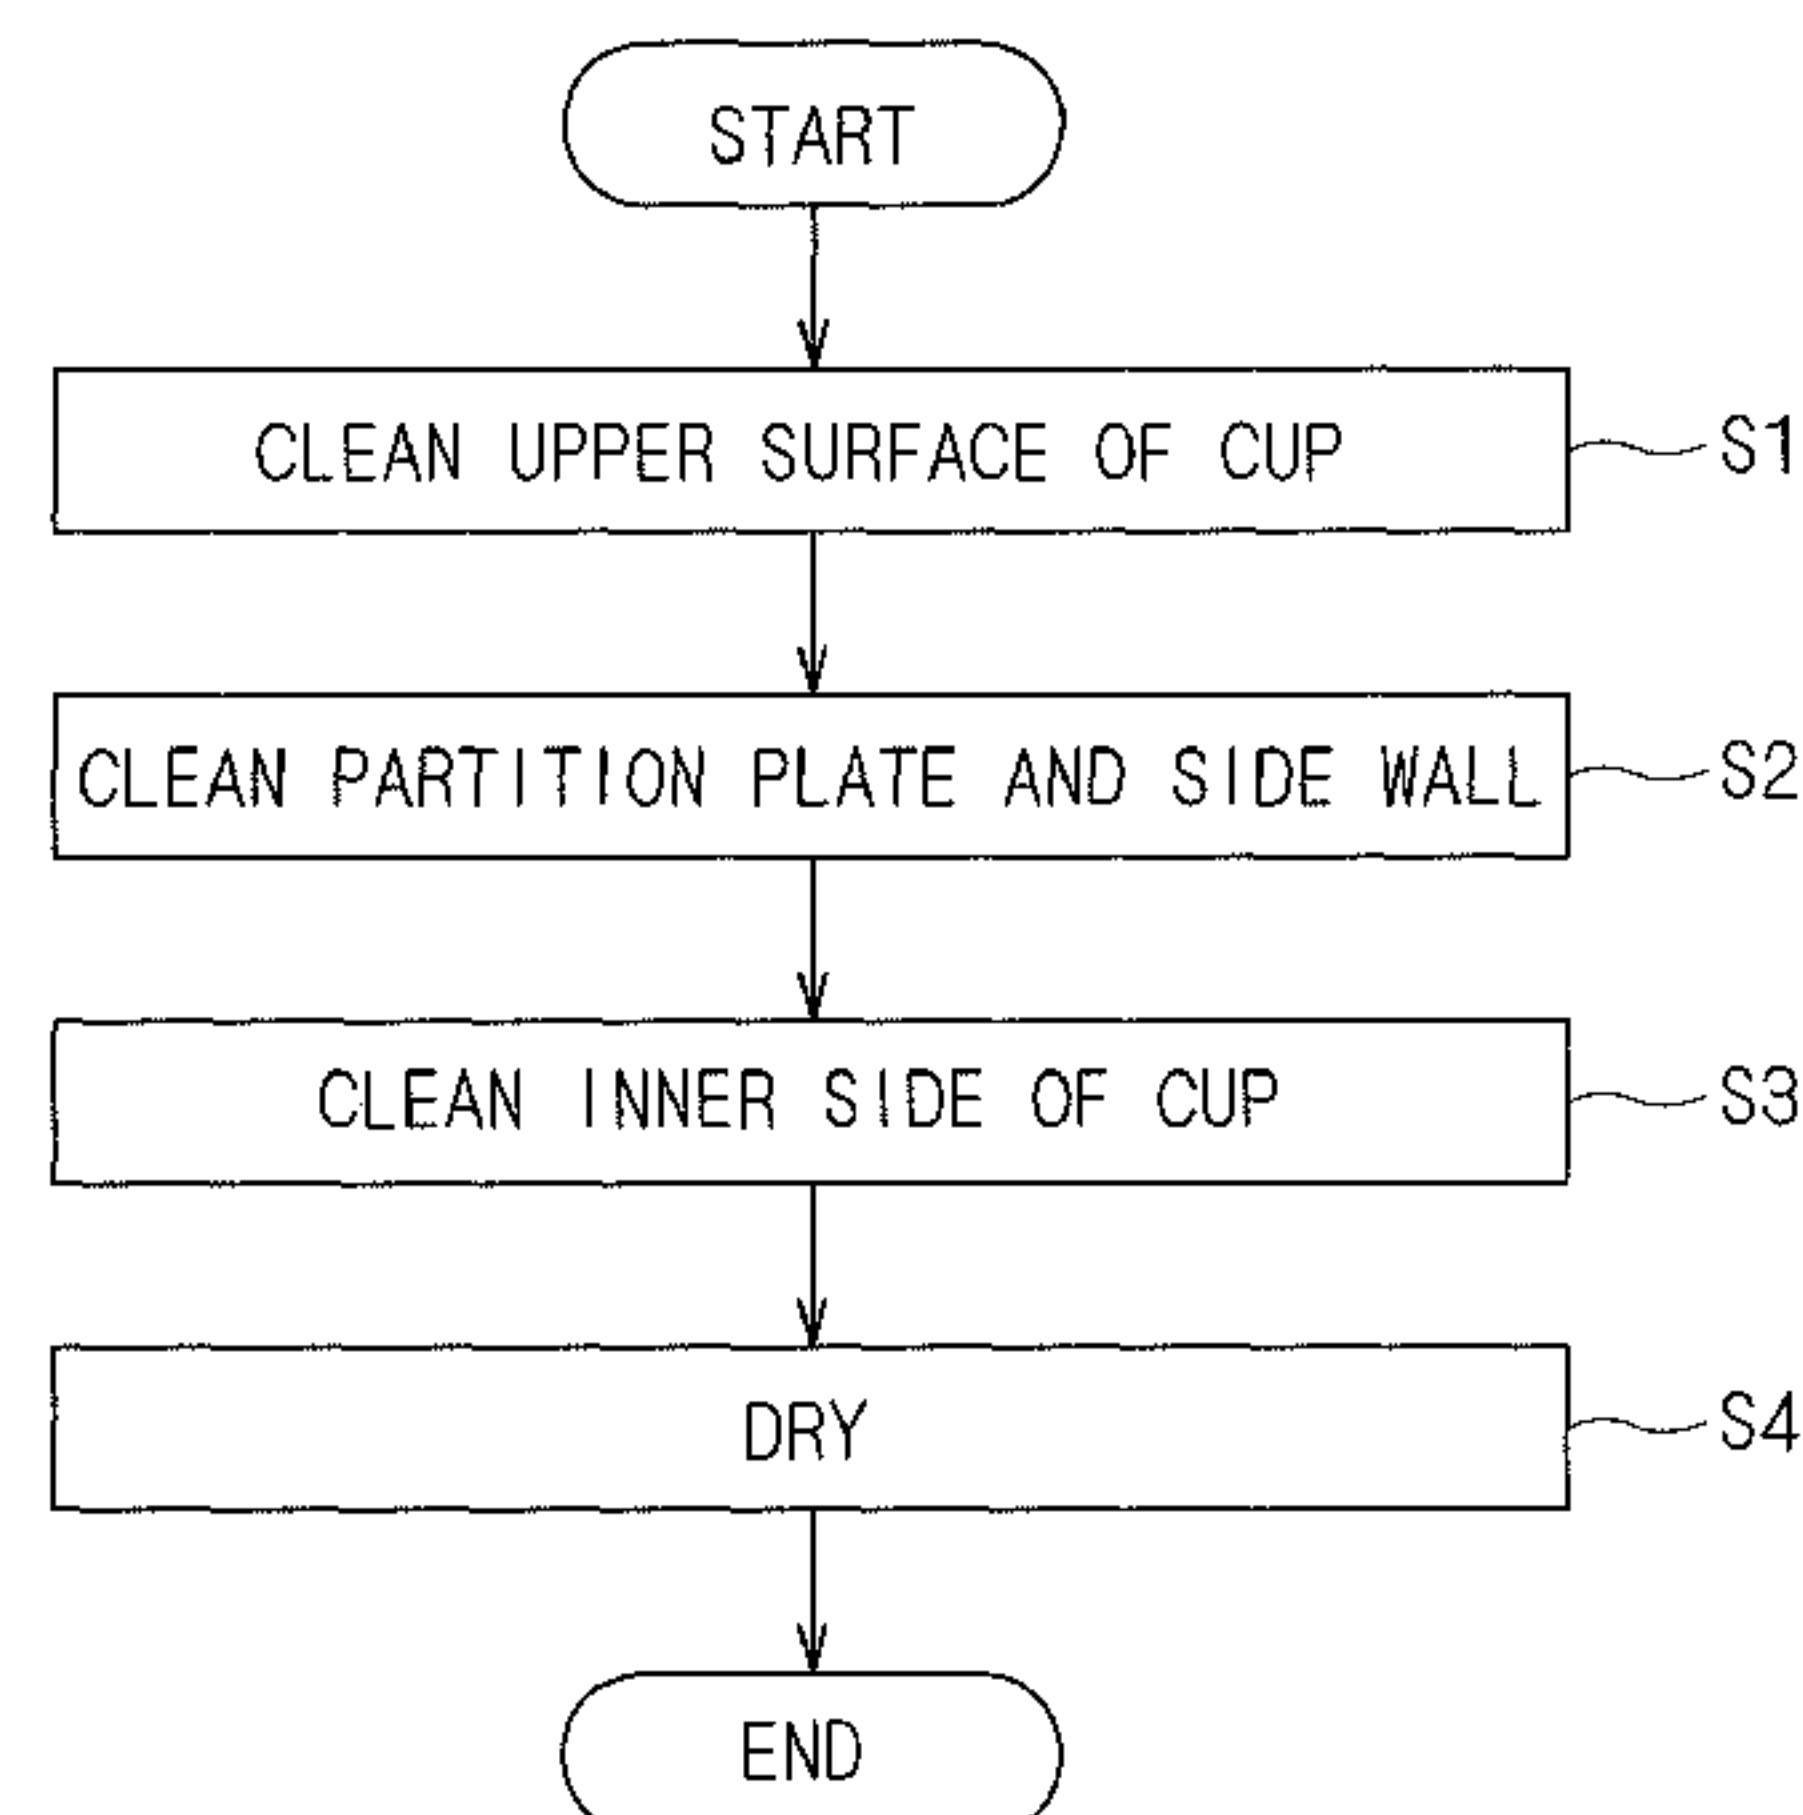 START
CLEAN UPPER SURFACE OF CUP
S1
CLEAN PARTITION PLATE AND SIDE WALL
S2
CLEAN INNER SIDE OF CUP
S3
DRY
S4
END